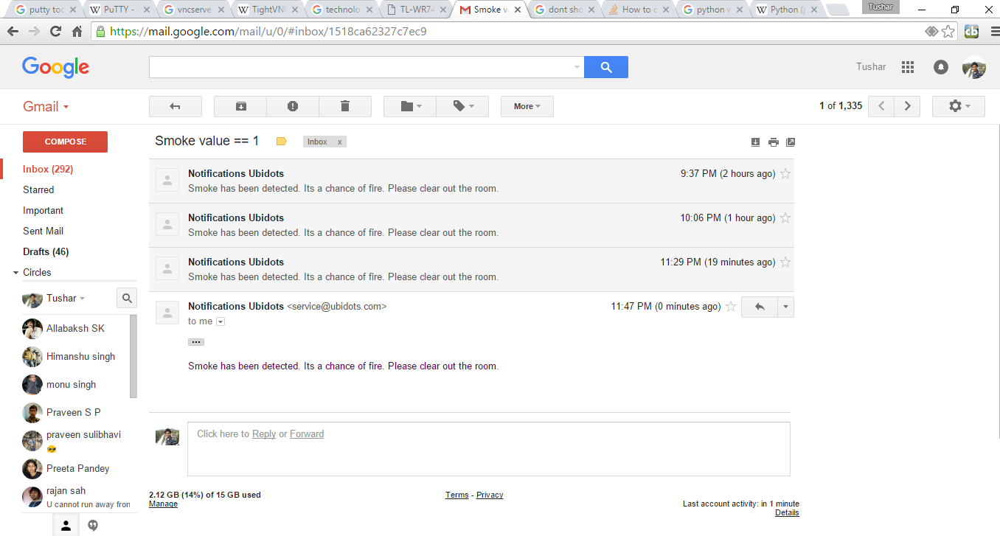 putty too
PuTTY -
vncserve
TightVN
technolo
TL-WR74
Smoke v
dont sho
How to c
python w
Python (p
Tushar
https://mail.google.com/mail/u/0/#inbox/1518ca62327c7ec9
cb
Google
Tushar
Gmail
More
1 of 1,335
COMPOSE
Smoke value == 1
Inbox x
Inbox (292)
Starred
Important
Sent Mail
Drafts (46)
Circles
Tushar
Allabaksh SK
Himanshu singh
monu singh
Praveen S P
praveen sulibhavi
Preeta Pandey
rajan sah
U cannot run away fron
Notifications Ubidots
9:37 PM (2 hours ago)
Smoke has been detected. Its a chance of fire. Please clear out the room.
Notifications Ubidots
10:06 PM (1 hour ago)
Smoke has been detected. Its a chance of fire. Please clear out the room.
Notifications Ubidots
11:29 PM (19 minutes ago)
Smoke has been detected. Its a chance of fire. Please clear out the room.
Notifications Ubidots <service@ubidots.com>
11:47 PM (0 minutes ago)
to me
Smoke has been detected. Its a chance of fire. Please clear out the room.
Click here to Reply or Forward
2.12 GB (14%) of 15 GB used
Manage
Terms - Privacy
Last account activity: in 1 minute
Details